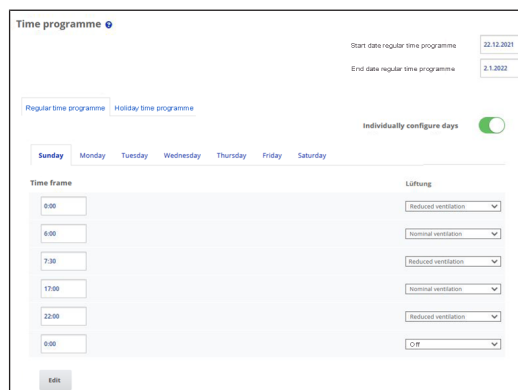 Time programme ?
Start date regular time programme 22.12.2021
End date regular time programme 2.1.2022
Regular time programme Holiday time programme
Individually configure days
Sunday Monday Tuesday Wednesday Thursday Friday Saturday
Time frame Lüftung
0:00 Reduced ventilation
6:00 Nominal ventilation
7:30 Reduced ventilation
17:00 Nominal ventilation
22:00 Reduced ventilation
0:00 Off
Edit